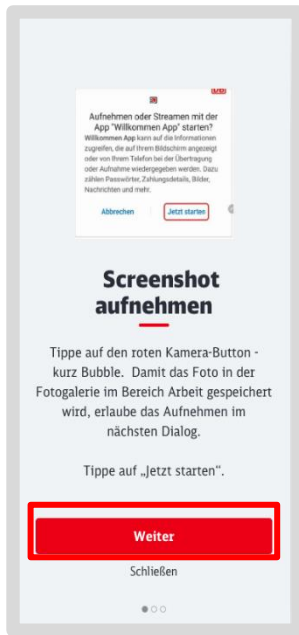 Aufnehmen oder Streamen mit der
App "Willkommen App" starten?
Willkommen App kann auf die Informationen
zugreifen, die auf Ihrem Bildschirm angezeigt
oder von Ihrem Telefon bei der Übertragung
oder Aufnahme wiedergegeben werden. Dazu
zählen Passwörter, Zahlungsdetails, Bilder,
Nachrichten und mehr.
Abbrechen Jetzt starten
Screenshot
aufnehmen
Tippe auf den roten Kamera-Button -
kurz Bubble. Damit das Foto in der
Fotogalerie im Bereich Arbeit gespeichert
wird, erlaube das Aufnehmen im
nächsten Dialog.
Tippe auf „Jetzt starten".
Weiter
Schließen